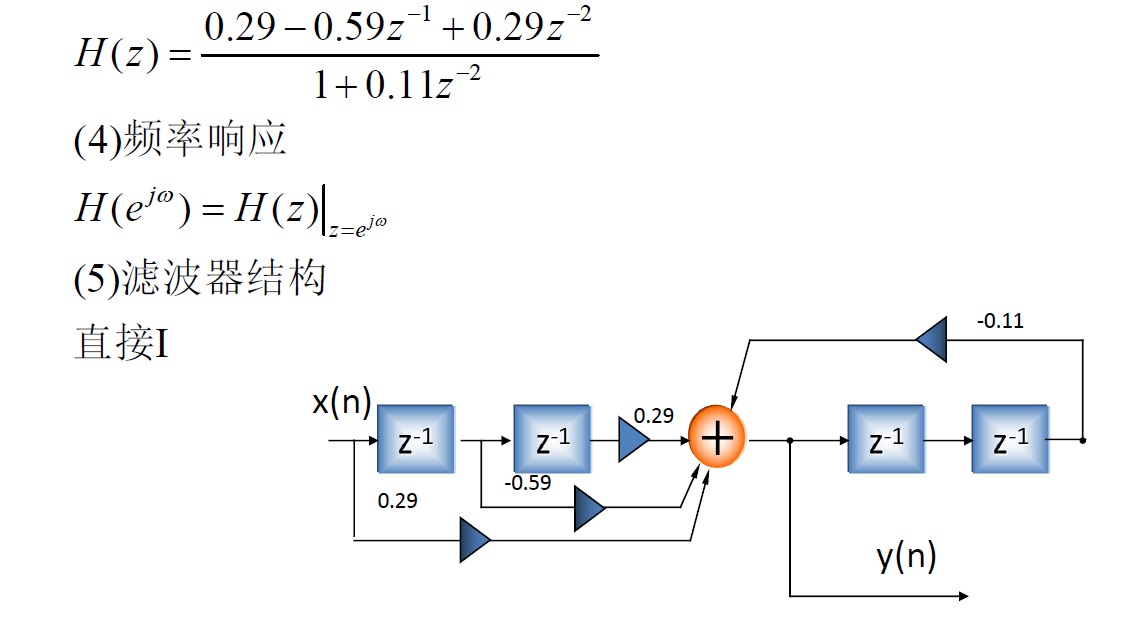 H(z) = \frac{0.29 - 0.59z^{-1} + 0.29z^{-2}}{1 + 0.11z^{-2}}
(4)频率响应
H(e^{jω}) = H(z)|_{z=e^{jω}}
(5)滤波器结构
直接I
-0.11
x(n)
z^{-1}
z^{-1}
0.29
+
z^{-1}
z^{-1}
-0.59
0.29
y(n)